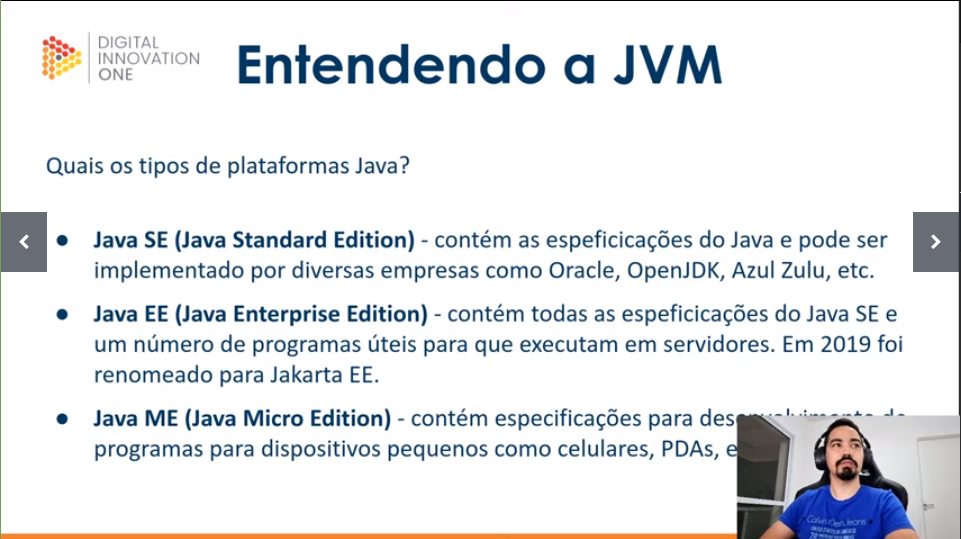 DIGITAL
INNOVATION
ONE
Entendendo a JVM
Quais os tipos de plataformas Java?
● Java SE (Java Standard Edition) - contém as espeficicações do Java e pode ser
implementado por diversas empresas como Oracle, OpenJDK, Azul Zulu, etc.
● Java EE (Java Enterprise Edition) - contém todas as espeficicações do Java SE e
um número de programas úteis para que executam em servidores. Em 2019 foi
renomeado para Jakarta EE.
● Java ME (Java Micro Edition) - contém especificações para desenvolvimento de
programas para dispositivos pequenos como celulares, PDAs,
Calvin Klein Jeans